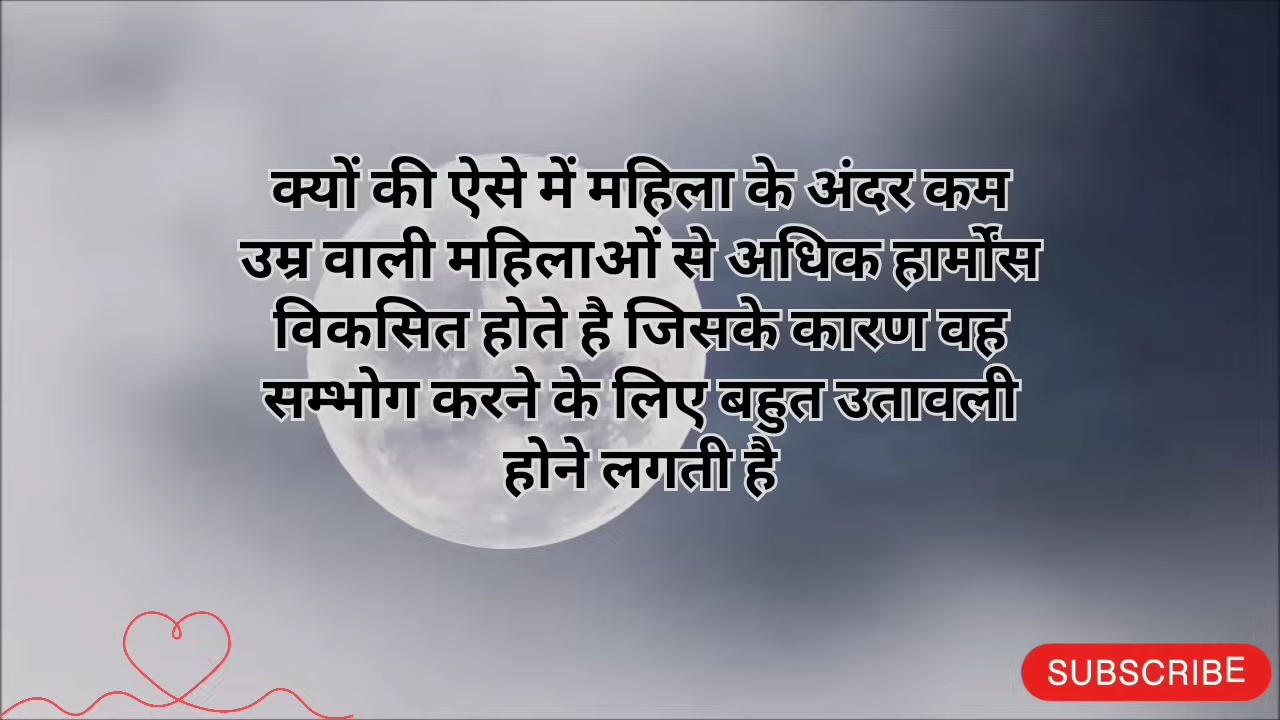 क्यों की ऐसे में महिला के अंदर कम
उम्र वाली महिलाओं से अधिक हार्मोंस
विकसित होते है जिसके कारण वह
सम्भोग करने के लिए बहुत उतावली
होने लगती है
SUBSCRIBE